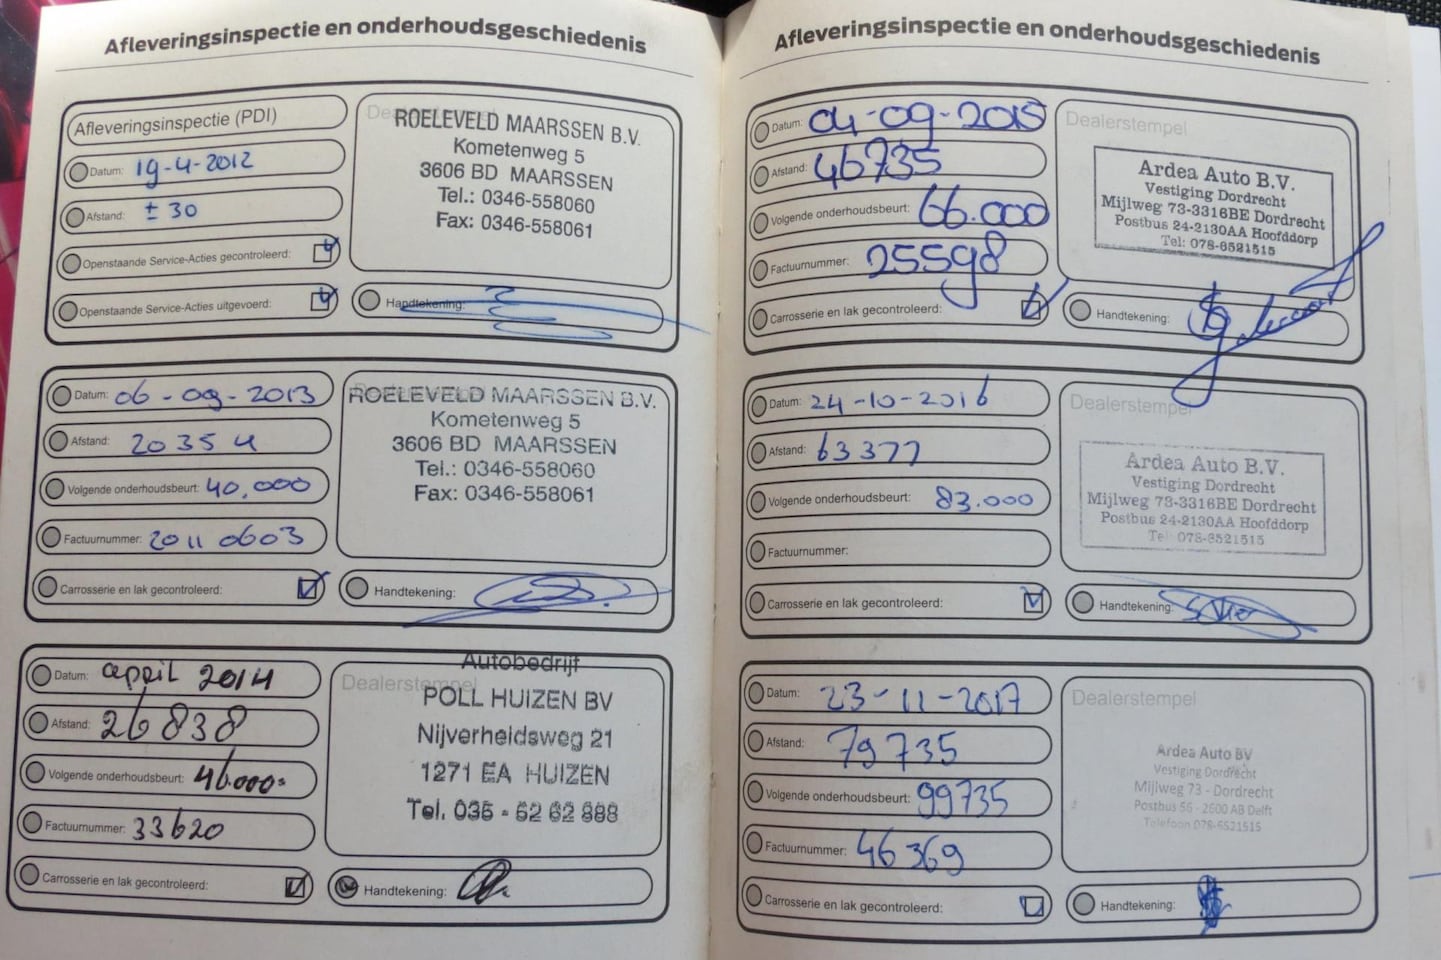 Afleveringsinspectie en onderhoudsgeschiedenis
Afleveringsinspectie (PDI)
Datum: 19-4-2012
Afstand: ± 30
Openstaande Service-Acties gecontroleerd:
Openstaande Service-Acties uitgevoerd:
Dealerstempel
ROELEVELD MAARSSEN B.V.
Kometenweg 5
3606 BD MAARSSEN
Tel.: 0346-558060
Fax: 0346-558061
Handtekening:
Datum: 06-09-2013
Afstand: 20354
Volgende onderhoudsbeurt: 40,000
Factuurnummer: 20110603
Carrosserie en lak gecontroleerd:
ROELEVELD MAARSSEN B.V.
Kometenweg 5
3606 BD MAARSSEN
Tel.: 0346-558060
Fax: 0346-558061
Handtekening:
Datum: april 2014
Afstand: 26838
Volgende onderhoudsbeurt: 46.000=
Factuurnummer: 33620
Carrosserie en lak gecontroleerd:
Dealerstempel
Autobedrijf
POLL HUIZEN BV
Nijverheidsweg 21
1271 EA HUIZEN
Tel. 035 - 52 62 888
Handtekening:
Afleveringsinspectie en onderhoudsgeschiedenis
Datum: 04-09-2015
Afstand: 46735
Volgende onderhoudsbeurt: 66.000
Factuurnummer: 25598
Carrosserie en lak gecontroleerd:
Dealerstempel
Ardea Auto B.V.
Vestiging Dordrecht
Mijlweg 73-3316BE Dordrecht
Postbus 24-2130AA Hoofddorp
Tel: 078-6521515
Handtekening:
Datum: 24-10-2016
Afstand: 63377
Volgende onderhoudsbeurt: 83.000
Factuurnummer:
Carrosserie en lak gecontroleerd:
Dealerstempel
Ardea Auto B.V.
Vestiging Dordrecht
Mijlweg 73-3316BE Dordrecht
Postbus 24-2130AA Hoofddorp
Tel: 078-6521515
Handtekening:
Datum: 23-11-2017
Afstand: 79735
Volgende onderhoudsbeurt: 99735
Factuurnummer: 46369
Carrosserie en lak gecontroleerd:
Dealerstempel
Ardea Auto BV
Vestiging Dordrecht
Mijlweg 73 - Dordrecht
Postbus 56 - 2600 AB Delft
Telefoon 078-6521515
Handtekening: